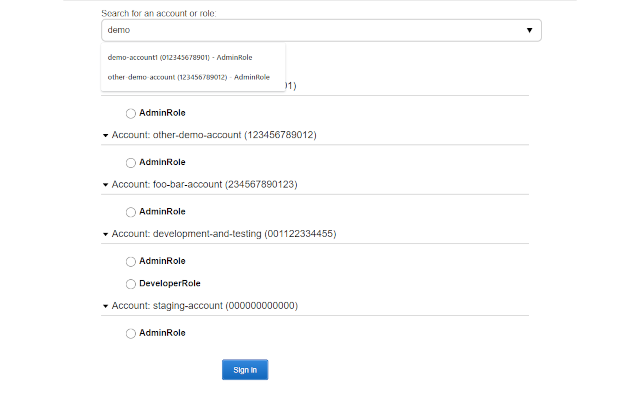 Search for an account or role:
demo
demo-account1 (012345678901) - AdminRole
other-demo-account (123456789012) - AdminRole
01)
AdminRole
Account: other-demo-account (123456789012)
AdminRole
Account: foo-bar-account (234567890123)
AdminRole
Account: development-and-testing (001122334455)
AdminRole
DeveloperRole
Account: staging-account (000000000000)
AdminRole
Sign In